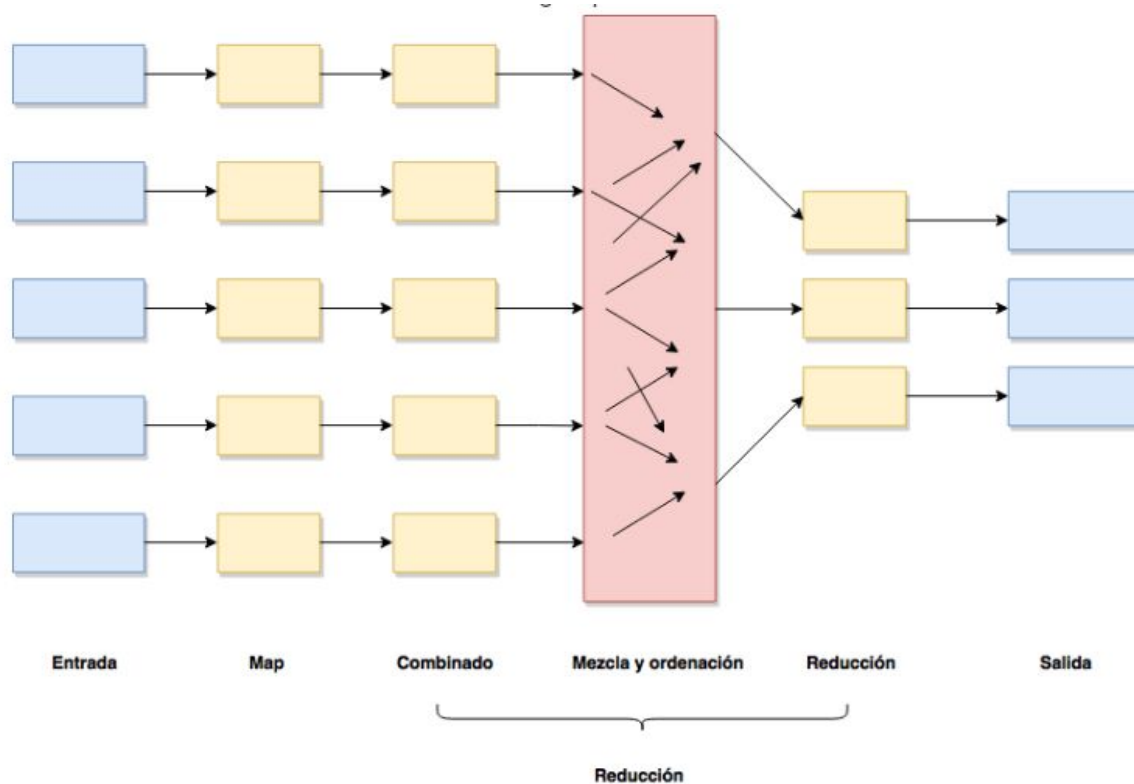 Entrada
Map
Combinado
Mezcla y ordenación
Reducción
Salida
Reducción